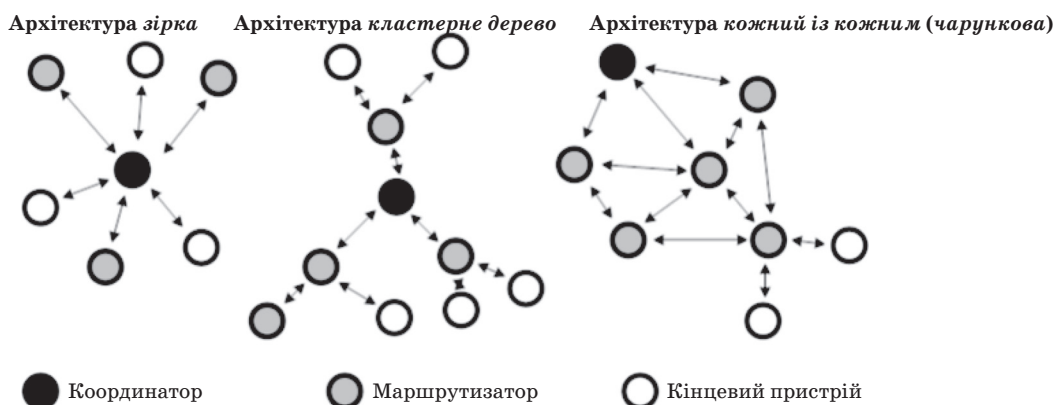 Архітектура зірка
Архітектура кластерне дерево
Архітектура кожний із кожним (чарункова)
Координатор
Маршрутизатор
Кінцевий пристрій